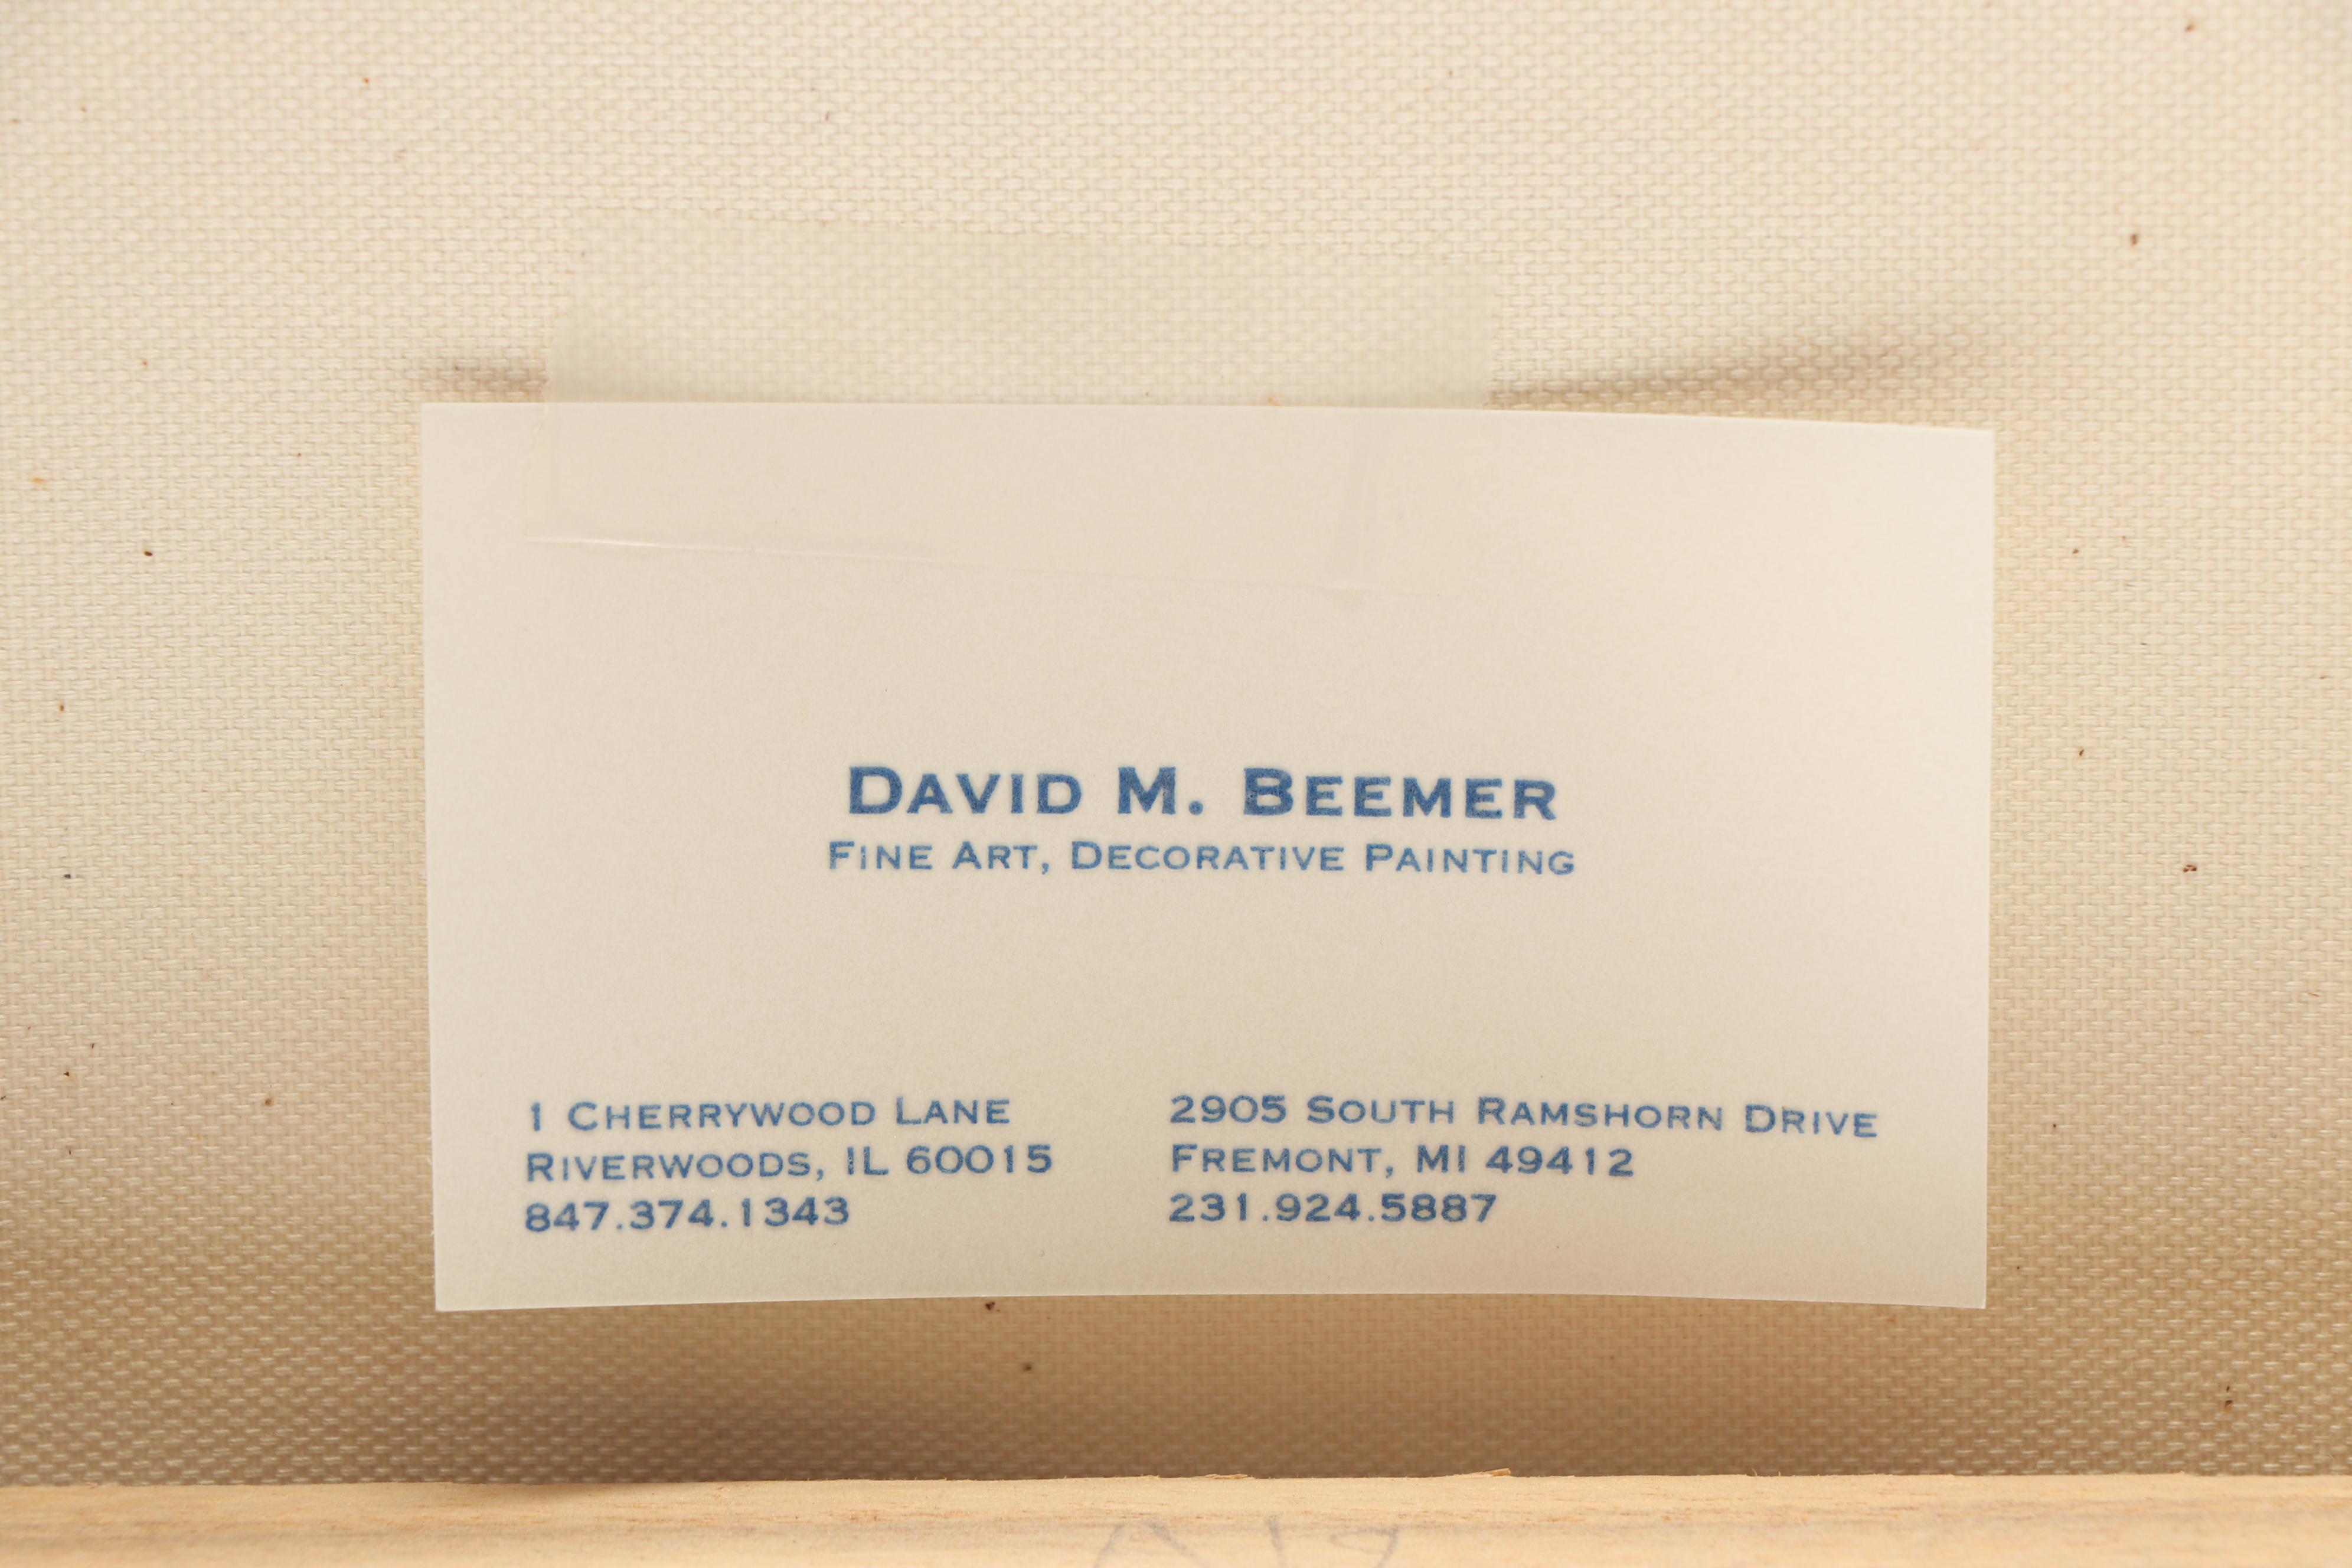 DAVID M. BEEMER
FINE ART, DECORATIVE PAINTING
1 CHERRYWOOD LANE
RIVERWOODS, IL 60015
847.374.1343
2905 SOUTH RAMSHORN DRIVE
FREMONT, MI 49412
231.924.5887